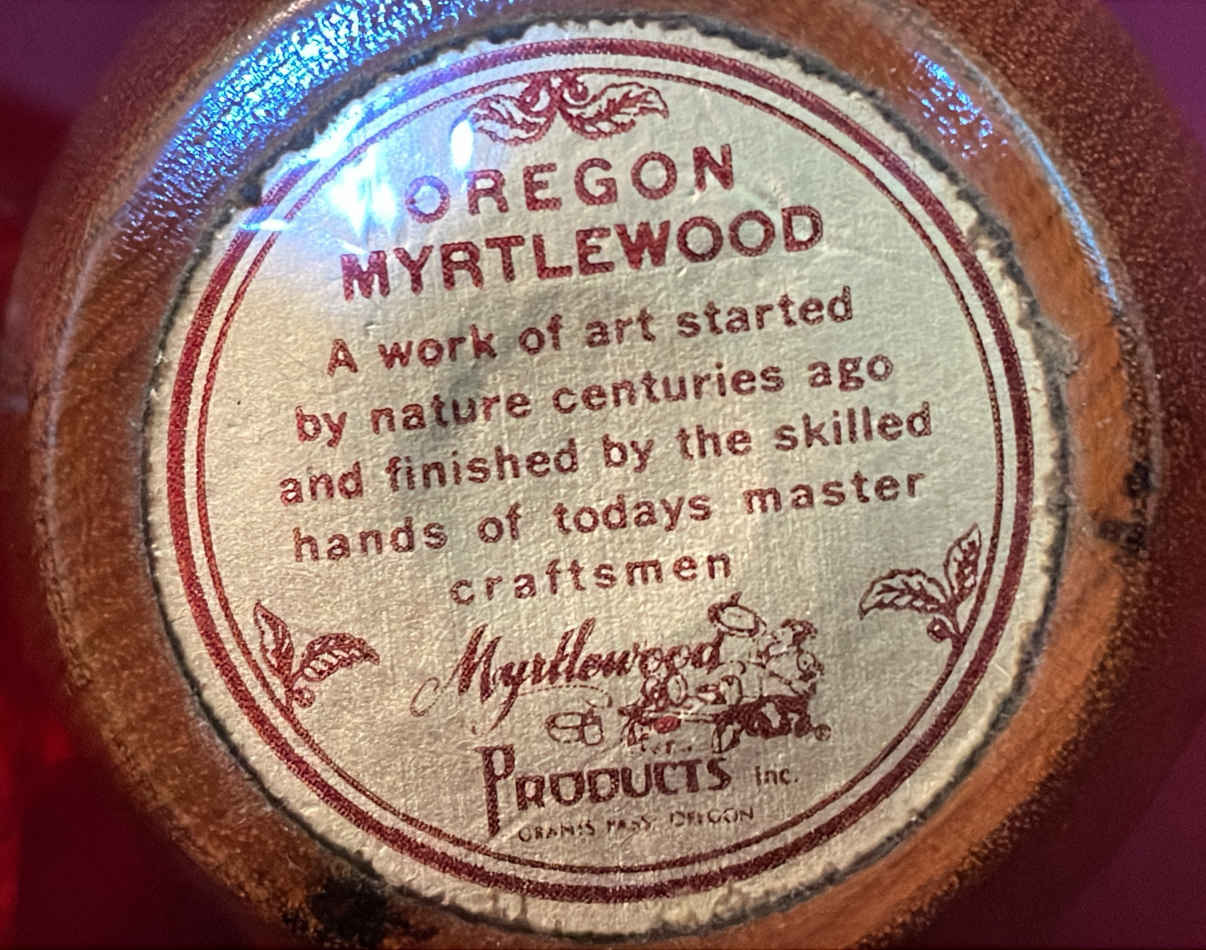 OREGON
MYRTLEWOOD
A work of art started
by nature centuries ago
and finished by the skilled
hands of todays master
craftsmen
Myrtlewood
PRODUCTS Inc.
GRANTS PASS, OREGON